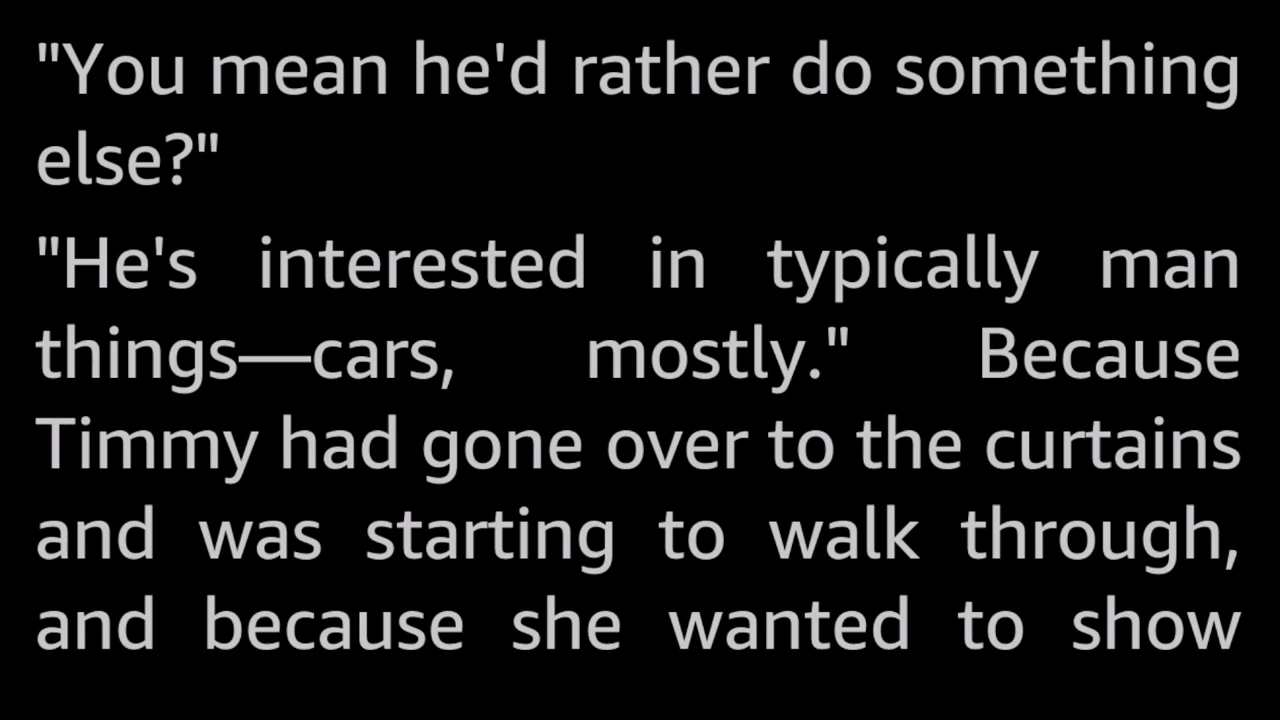 "You mean he'd rather do something
else?"
"He's interested in typically man
things—cars, mostly." Because
Timmy had gone over to the curtains
and was starting to walk through,
and because she wanted to show